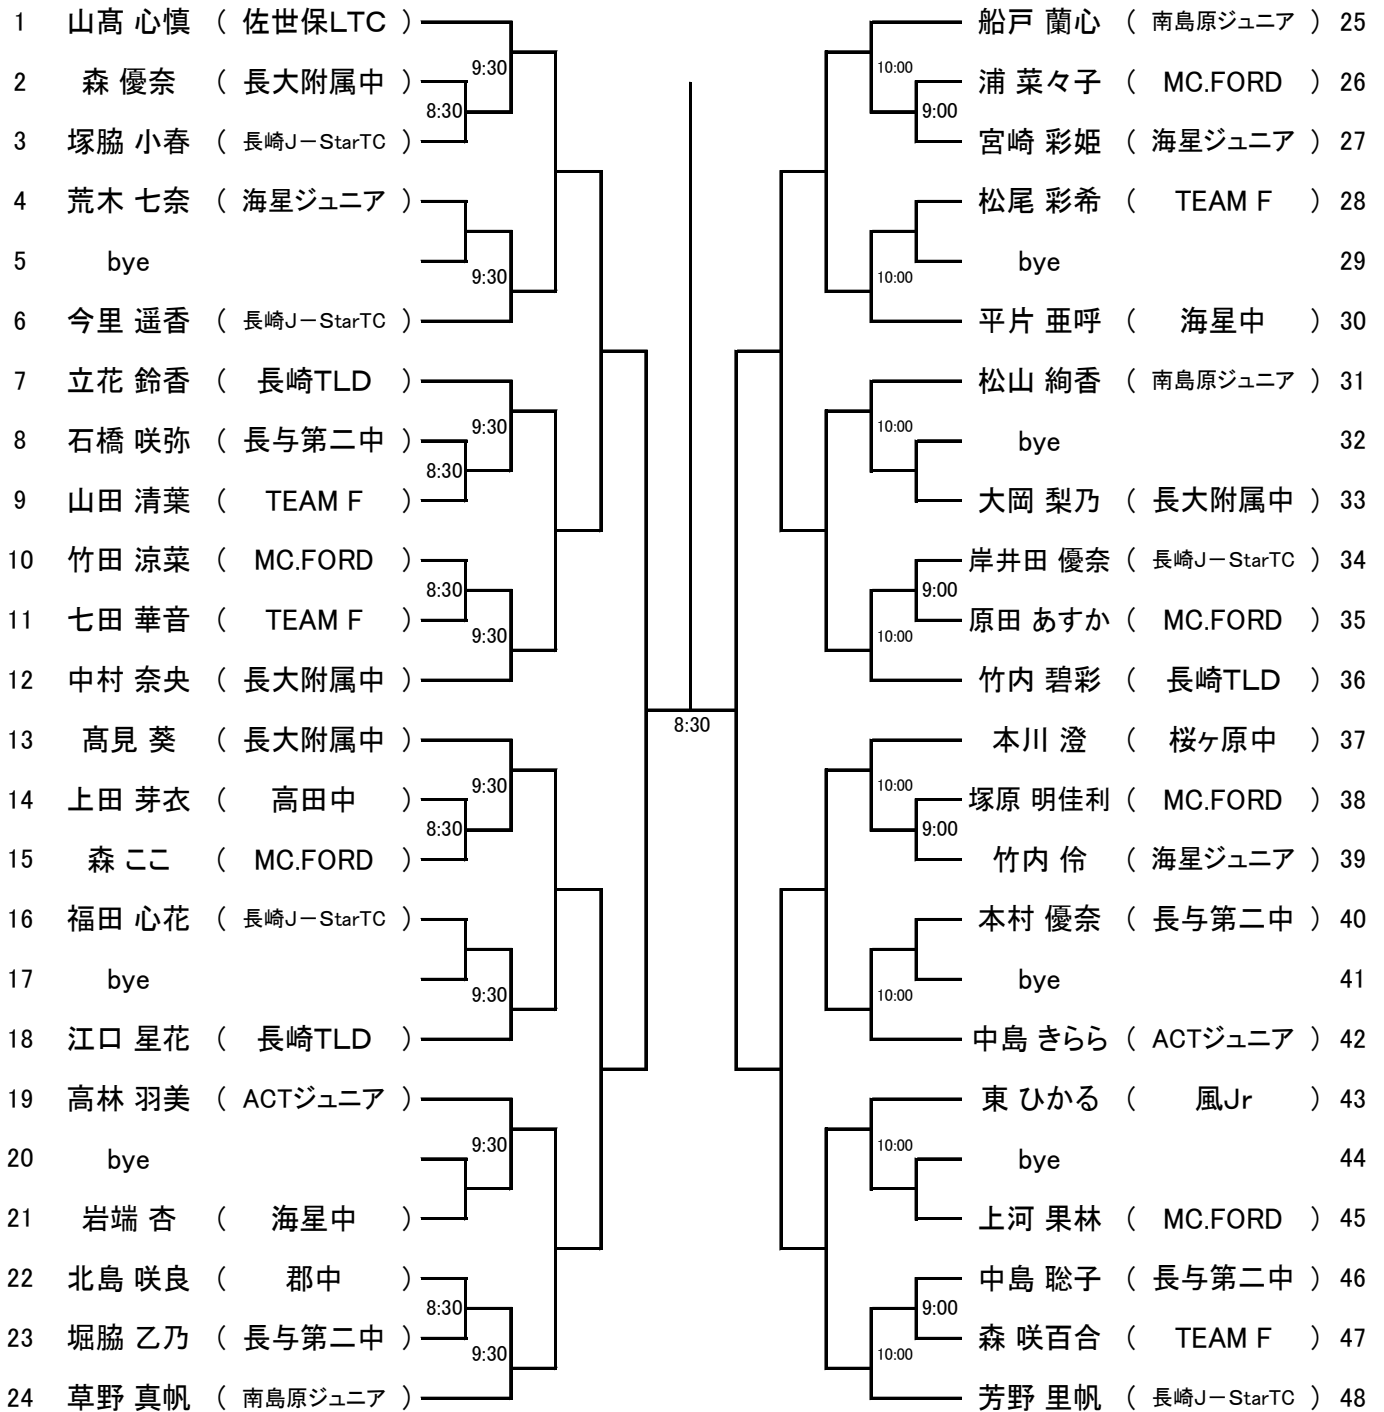 1 山髙 心慎 ( 佐世保LTC )
2 森 優奈 ( 長大附属中 )
3 塚脇 小春 ( 長崎J－StarTC )
4 荒木 七奈 ( 海星ジュニア )
5 bye
6 今里 遥香 ( 長崎J－StarTC )
7 立花 鈴香 ( 長崎TLD )
8 石橋 咲弥 ( 長与第二中 )
9 山田 清葉 ( TEAM F )
10 竹田 涼菜 ( MC.FORD )
11 七田 華音 ( TEAM F )
12 中村 奈央 ( 長大附属中 )
13 髙見 葵 ( 長大附属中 )
14 上田 芽衣 ( 高田中 )
15 森 ここ ( MC.FORD )
16 福田 心花 ( 長崎J－StarTC )
17 bye
18 江口 星花 ( 長崎TLD )
19 高林 羽美 ( ACTジュニア )
20 bye
21 岩端 杏 ( 海星中 )
22 北島 咲良 ( 郡中 )
23 堀脇 乙乃 ( 長与第二中 )
24 草野 真帆 ( 南島原ジュニア )
9:30
8:30
9:30
9:30
8:30
8:30
9:30
9:30
8:30
9:30
9:30
8:30
9:30
8:30
船戸 蘭心 ( 南島原ジュニア ) 25
浦 菜々子 ( MC.FORD ) 26
宮崎 彩姫 ( 海星ジュニア ) 27
松尾 彩希 ( TEAM F ) 28
bye 29
平片 亜呼 ( 海星中 ) 30
松山 絢香 ( 南島原ジュニア ) 31
bye 32
大岡 梨乃 ( 長大附属中 ) 33
岸井田 優奈 ( 長崎J－StarTC ) 34
原田 あすか ( MC.FORD ) 35
竹内 碧彩 ( 長崎TLD ) 36
本川 澄 ( 桜ヶ原中 ) 37
塚原 明佳利 ( MC.FORD ) 38
竹内 伶 ( 海星ジュニア ) 39
本村 優奈 ( 長与第二中 ) 40
bye 41
中島 きらら ( ACTジュニア ) 42
東 ひかる ( 風Jr ) 43
bye 44
上河 果林 ( MC.FORD ) 45
中島 聡子 ( 長与第二中 ) 46
森 咲百合 ( TEAM F ) 47
芳野 里帆 ( 長崎J－StarTC ) 48
10:00
9:00
10:00
10:00
9:00
10:00
10:00
9:00
10:00
10:00
9:00
10:00